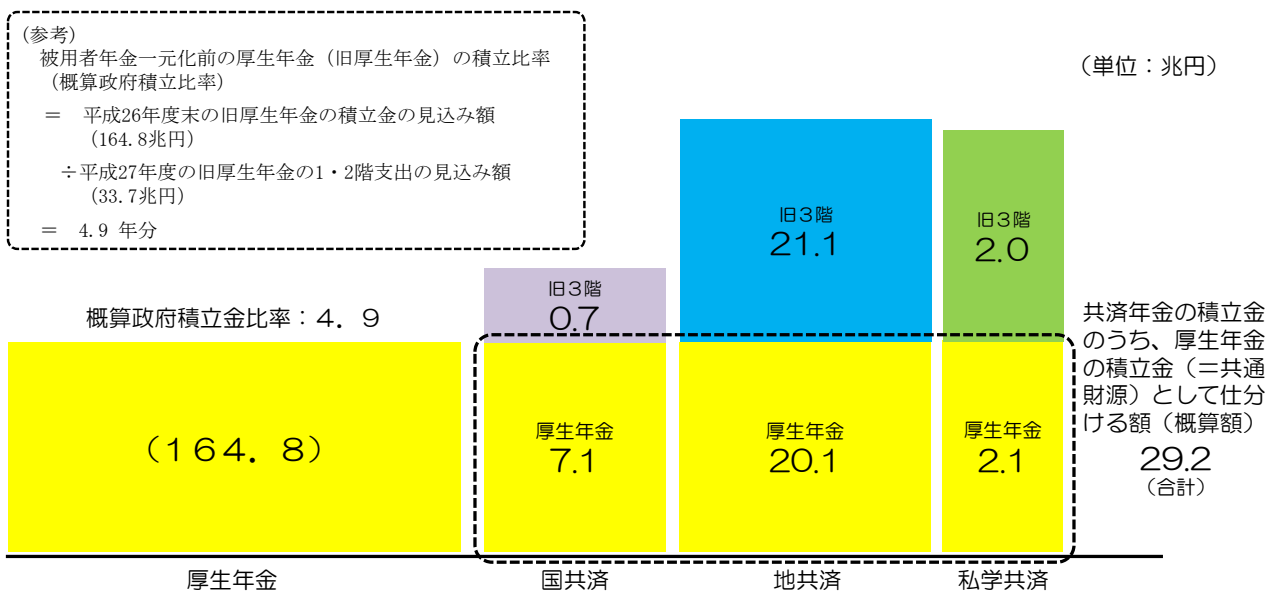 (参考)
被用者年金一元化前の厚生年金（旧厚生年金）の積立比率
（概算政府積立比率）
＝　平成26年度末の旧厚生年金の積立金の見込み額
（164.8兆円）
÷平成27年度の旧厚生年金の1・2階支出の見込み額
（33.7兆円）
＝　4.9 年分
（単位：兆円）
概算政府積立金比率：４．９
旧３階
0.7
旧３階
21.1
旧３階
2.0
（１６４．８）
厚生年金
7.1
厚生年金
20.1
厚生年金
2.1
共済年金の積立金
のうち、厚生年金
の積立金（＝共通
財源）として仕分
ける額（概算額）
29.2
（合計）
厚生年金
国共済
地共済
私学共済